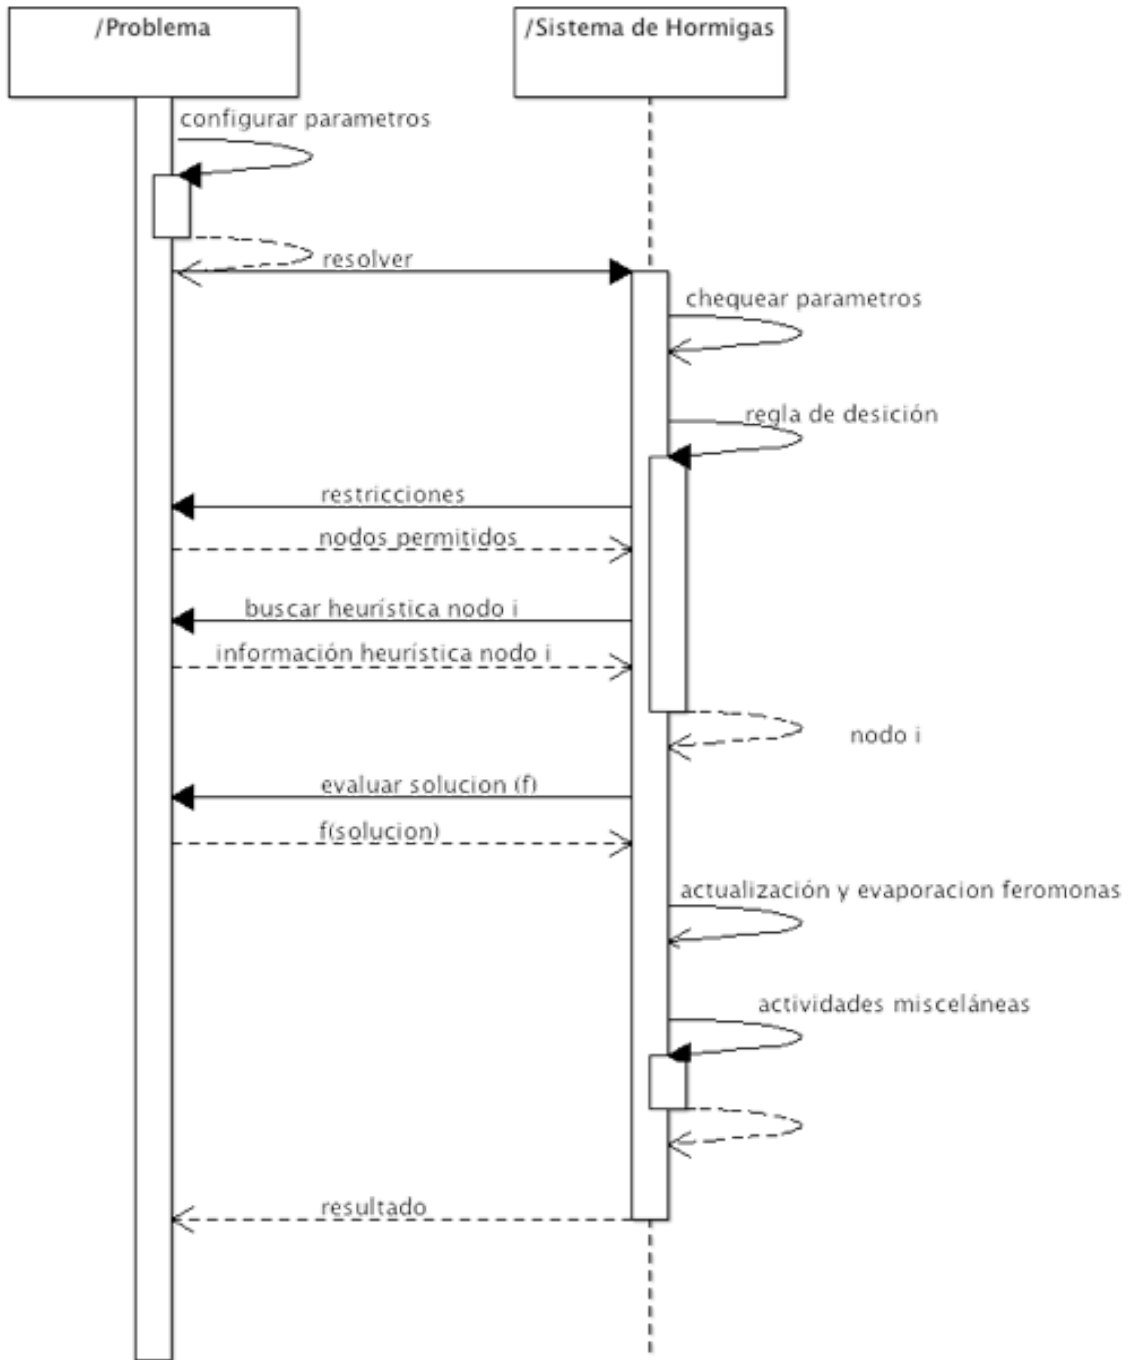 /Problema
/Sistema de Hormigas
configurar parametros
resolver
chequear parametros
regla de desición
restricciones
nodos permitidos
buscar heurística nodo i
información heurística nodo i
nodo i
evaluar solucion (f)
f(solucion)
actualización y evaporacion feromonas
actividades misceláneas
resultado